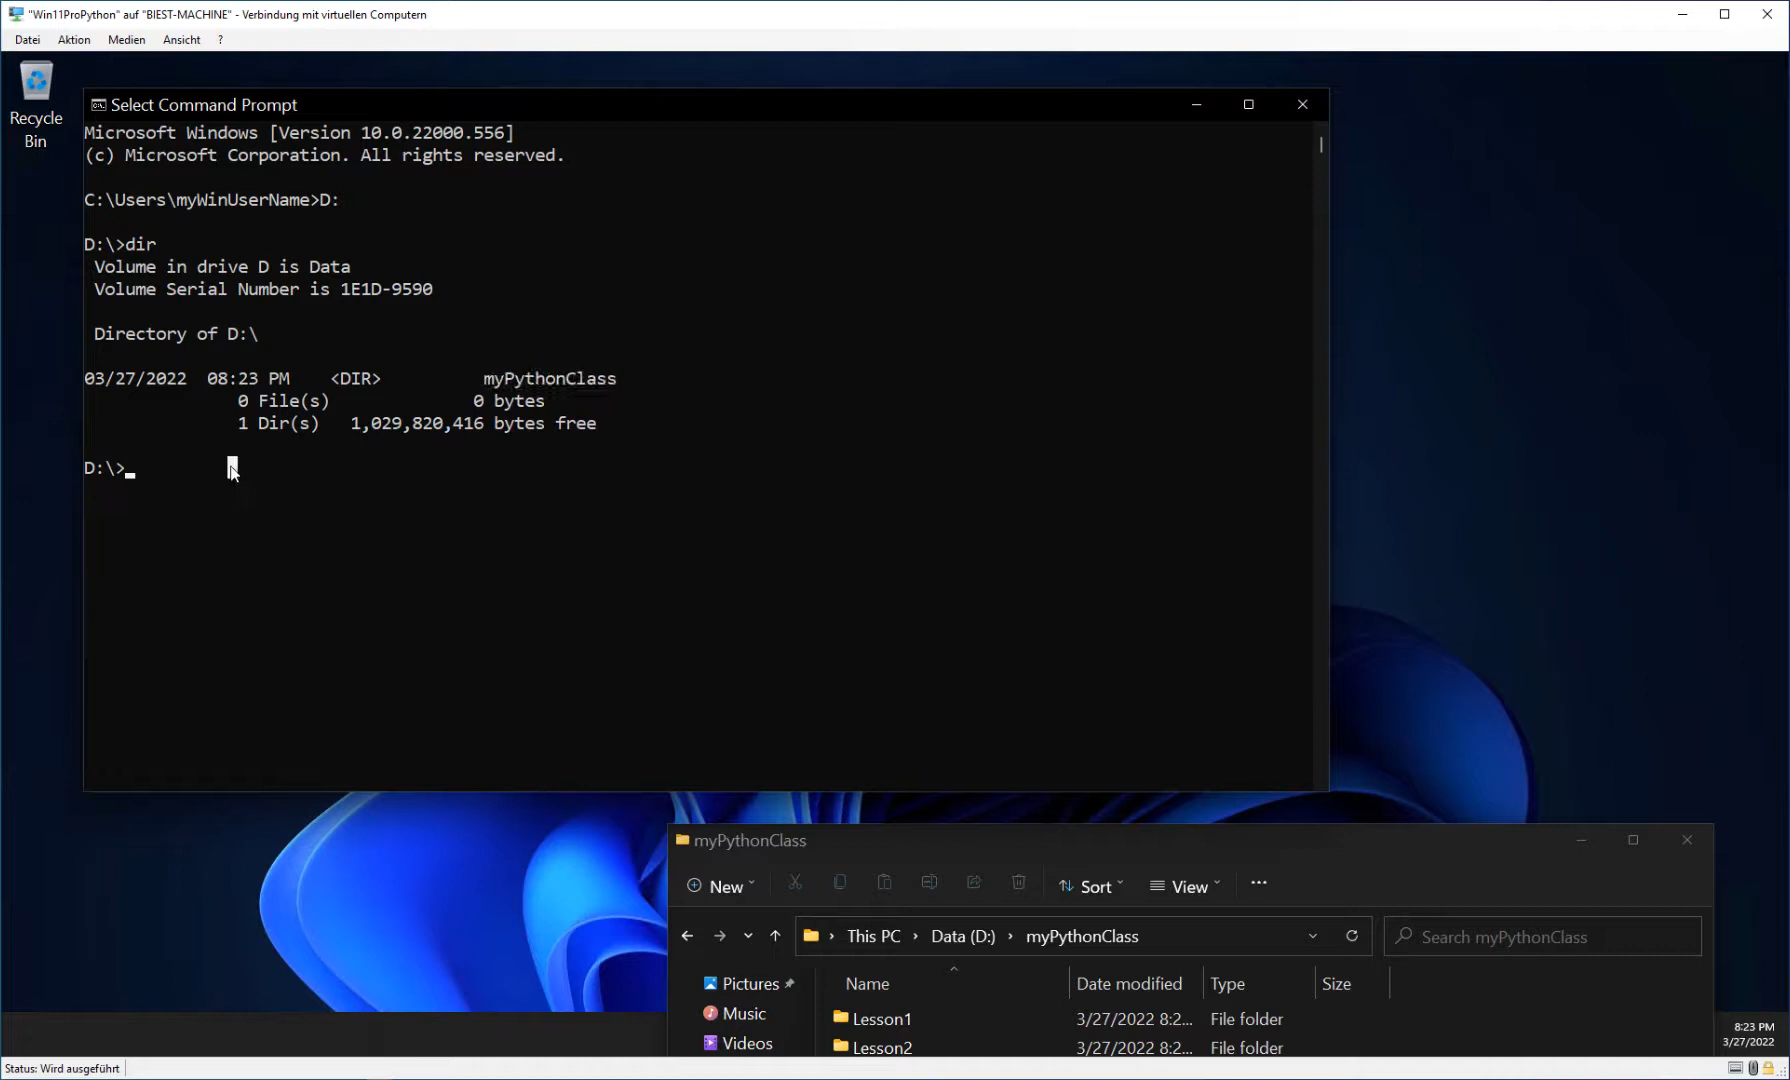 "Win11ProPython" auf "BIEST-MACHINE" - Verbindung mit virtuellen Computern
Datei Aktion Medien Ansicht ?
Recycle Bin
Select Command Prompt
Microsoft Windows [Version 10.0.22000.556]
(c) Microsoft Corporation. All rights reserved.
C:\Users\myWinUserName>D:
D:\>dir
Volume in drive D is Data
Volume Serial Number is 1E1D-9590
Directory of D:\
03/27/2022 08:23 PM <DIR> myPythonClass
0 File(s) 0 bytes
1 Dir(s) 1,029,820,416 bytes free
D:\>
myPythonClass
New Sort View ...
This PC > Data (D:) > myPythonClass Search myPythonClass
Pictures
Music
Videos
Name Date modified Type Size
Lesson1 3/27/2022 8:2... File folder
Lesson2 3/27/2022 8:2... File folder
8:23 PM
3/27/2022
Status: Wird ausgeführt